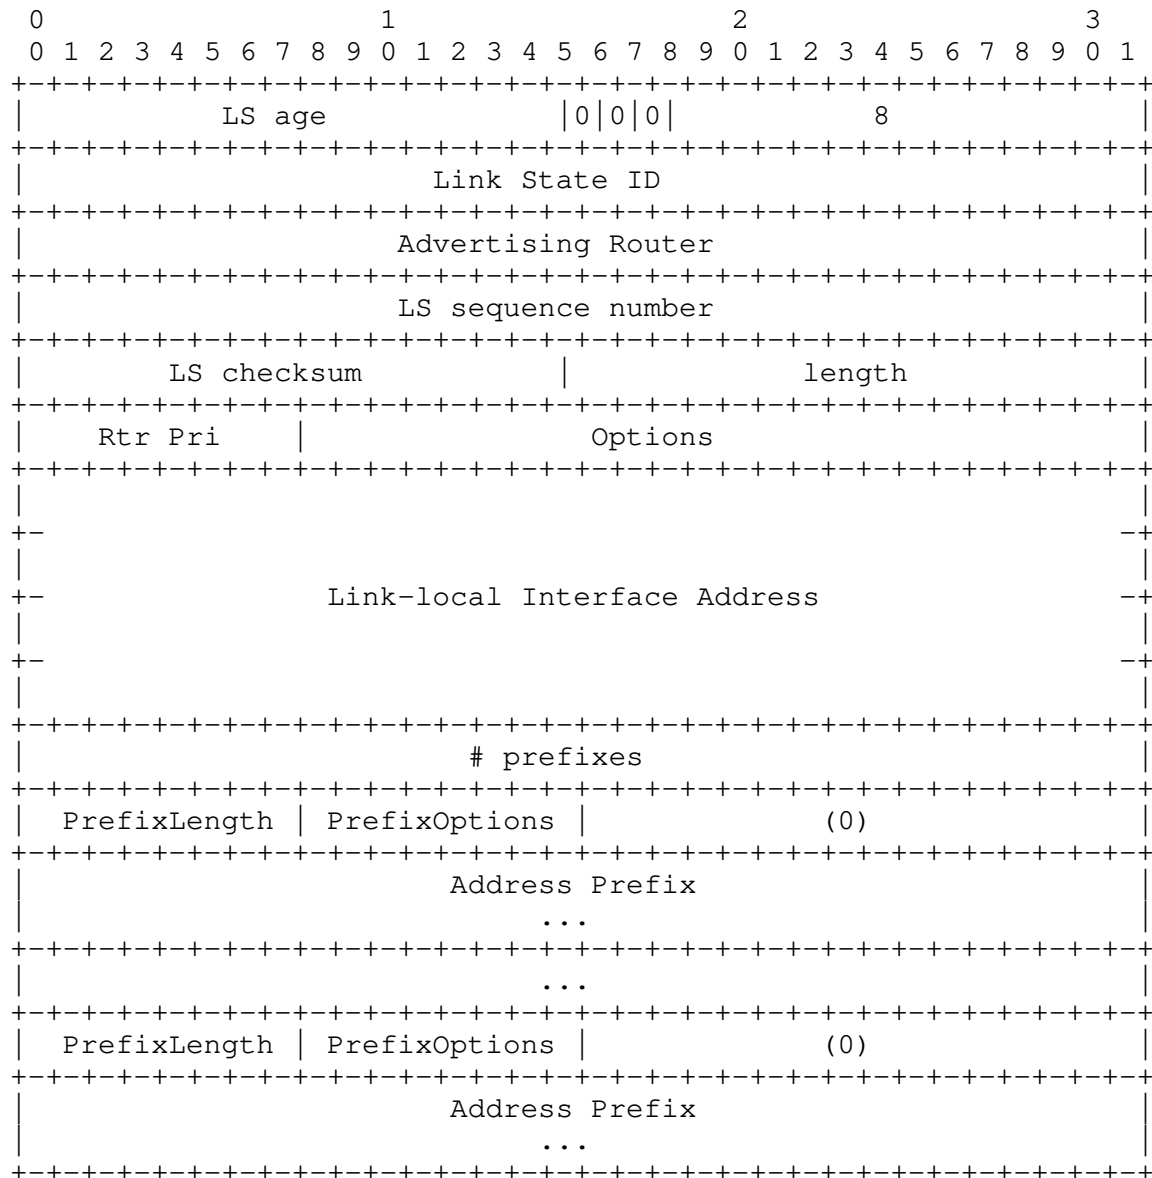 0                   1                   2                   3
0 1 2 3 4 5 6 7 8 9 0 1 2 3 4 5 6 7 8 9 0 1 2 3 4 5 6 7 8 9 0 1
+-+-+-+-+-+-+-+-+-+-+-+-+-+-+-+-+-+-+-+-+-+-+-+-+-+-+-+-+-+-+-+-+
|           LS age             |0|0|0|           8              |
+-+-+-+-+-+-+-+-+-+-+-+-+-+-+-+-+-+-+-+-+-+-+-+-+-+-+-+-+-+-+-+-+
|                       Link State ID                           |
+-+-+-+-+-+-+-+-+-+-+-+-+-+-+-+-+-+-+-+-+-+-+-+-+-+-+-+-+-+-+-+-+
|                     Advertising Router                        |
+-+-+-+-+-+-+-+-+-+-+-+-+-+-+-+-+-+-+-+-+-+-+-+-+-+-+-+-+-+-+-+-+
|                     LS sequence number                        |
+-+-+-+-+-+-+-+-+-+-+-+-+-+-+-+-+-+-+-+-+-+-+-+-+-+-+-+-+-+-+-+-+
|        LS checksum           |             length             |
+-+-+-+-+-+-+-+-+-+-+-+-+-+-+-+-+-+-+-+-+-+-+-+-+-+-+-+-+-+-+-+-+
|    Rtr Pri    |                Options                        |
+-+-+-+-+-+-+-+-+-+-+-+-+-+-+-+-+-+-+-+-+-+-+-+-+-+-+-+-+-+-+-+-+
|                                                               |
+-                                                             -+
|                                                               |
+-                Link-local Interface Address                 -+
|                                                               |
+-                                                             -+
|                                                               |
+-+-+-+-+-+-+-+-+-+-+-+-+-+-+-+-+-+-+-+-+-+-+-+-+-+-+-+-+-+-+-+-+
|                         # prefixes                            |
+-+-+-+-+-+-+-+-+-+-+-+-+-+-+-+-+-+-+-+-+-+-+-+-+-+-+-+-+-+-+-+-+
|  PrefixLength | PrefixOptions |             (0)               |
+-+-+-+-+-+-+-+-+-+-+-+-+-+-+-+-+-+-+-+-+-+-+-+-+-+-+-+-+-+-+-+-+
|                        Address Prefix                         |
|                             ...                               |
+-+-+-+-+-+-+-+-+-+-+-+-+-+-+-+-+-+-+-+-+-+-+-+-+-+-+-+-+-+-+-+-+
|                             ...                               |
+-+-+-+-+-+-+-+-+-+-+-+-+-+-+-+-+-+-+-+-+-+-+-+-+-+-+-+-+-+-+-+-+
|  PrefixLength | PrefixOptions |             (0)               |
+-+-+-+-+-+-+-+-+-+-+-+-+-+-+-+-+-+-+-+-+-+-+-+-+-+-+-+-+-+-+-+-+
|                        Address Prefix                         |
|                             ...                               |
+-+-+-+-+-+-+-+-+-+-+-+-+-+-+-+-+-+-+-+-+-+-+-+-+-+-+-+-+-+-+-+-+